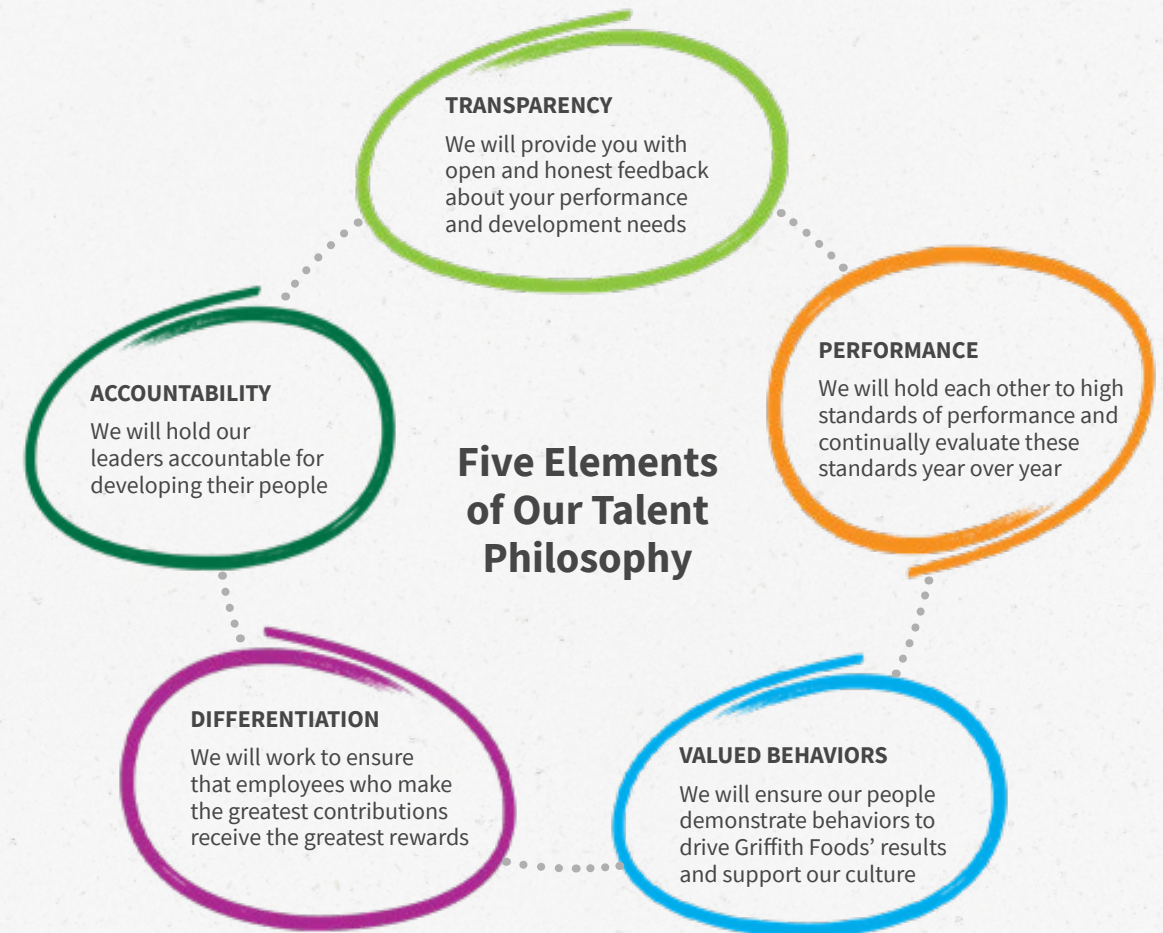 TRANSPARENCY
We will provide you with
open and honest feedback
about your performance
and development needs
PERFORMANCE
We will hold each other to high
standards of performance and
continually evaluate these
standards year over year
ACCOUNTABILITY
We will hold our
leaders accountable for
developing their people
Five Elements
of Our Talent
Philosophy
DIFFERENTIATION
We will work to ensure
that employees who make
the greatest contributions
receive the greatest rewards
VALUED BEHAVIORS
We will ensure our people
demonstrate behaviors to
drive Griffith Foods’ results
and support our culture